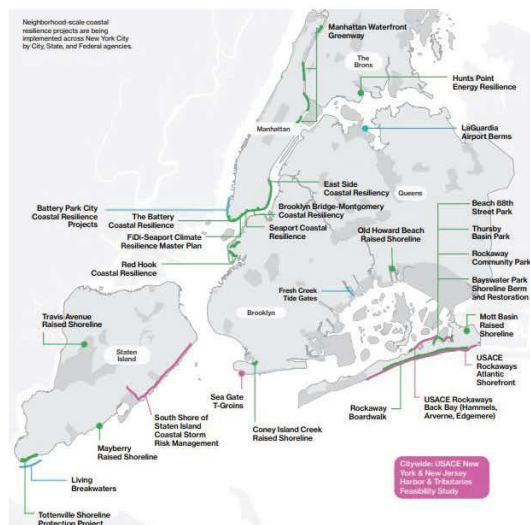 Neighborhood-scale coastal
resilience projects are being
implemented across New York City
by City, State, and Federal agencies.
Manhattan Waterfront
Greenway
The
Bronx
Hunts Point
Energy Resilience
Manhattan
LaGuardia
Airport Berms
East Side
Coastal Resiliency
Queens
Battery Park City
Coastal Resilience
Projects
The Battery
Coastal Resilience
Brooklyn Bridge-Montgomery
Coastal Resiliency
Beach 88th
Street Park
FiDi-Seaport Climate
Resilience Master Plan
Seaport Coastal
Resilience
Old Howard Beach
Raised Shoreline
Thursby
Basin Park
Red Hook
Coastal Resilience
Rockaway
Community Park
Fresh Creek
Tide Gates
Bayswater Park
Shoreline Berm
and Restoration
Travis Avenue
Raised Shoreline
Brooklyn
Mott Basin
Raised
Shoreline
Staten
Island
Sea Gate
T-Groins
USACE
Rockaways
Atlantic
Shorefront
South Shore of
Staten Island
Coastal Storm
Risk Management
Coney Island Creek
Raised Shoreline
Rockaway
Boardwalk
USACE Rockaways
Back Bay (Hammels,
Arverne, Edgemere)
Mayberry
Raised Shoreline
Living
Breakwaters
Citywide: USACE New
York & New Jersey
Harbor & Tributaries
Feasibility Study
Tottenville Shoreline
Protection Project